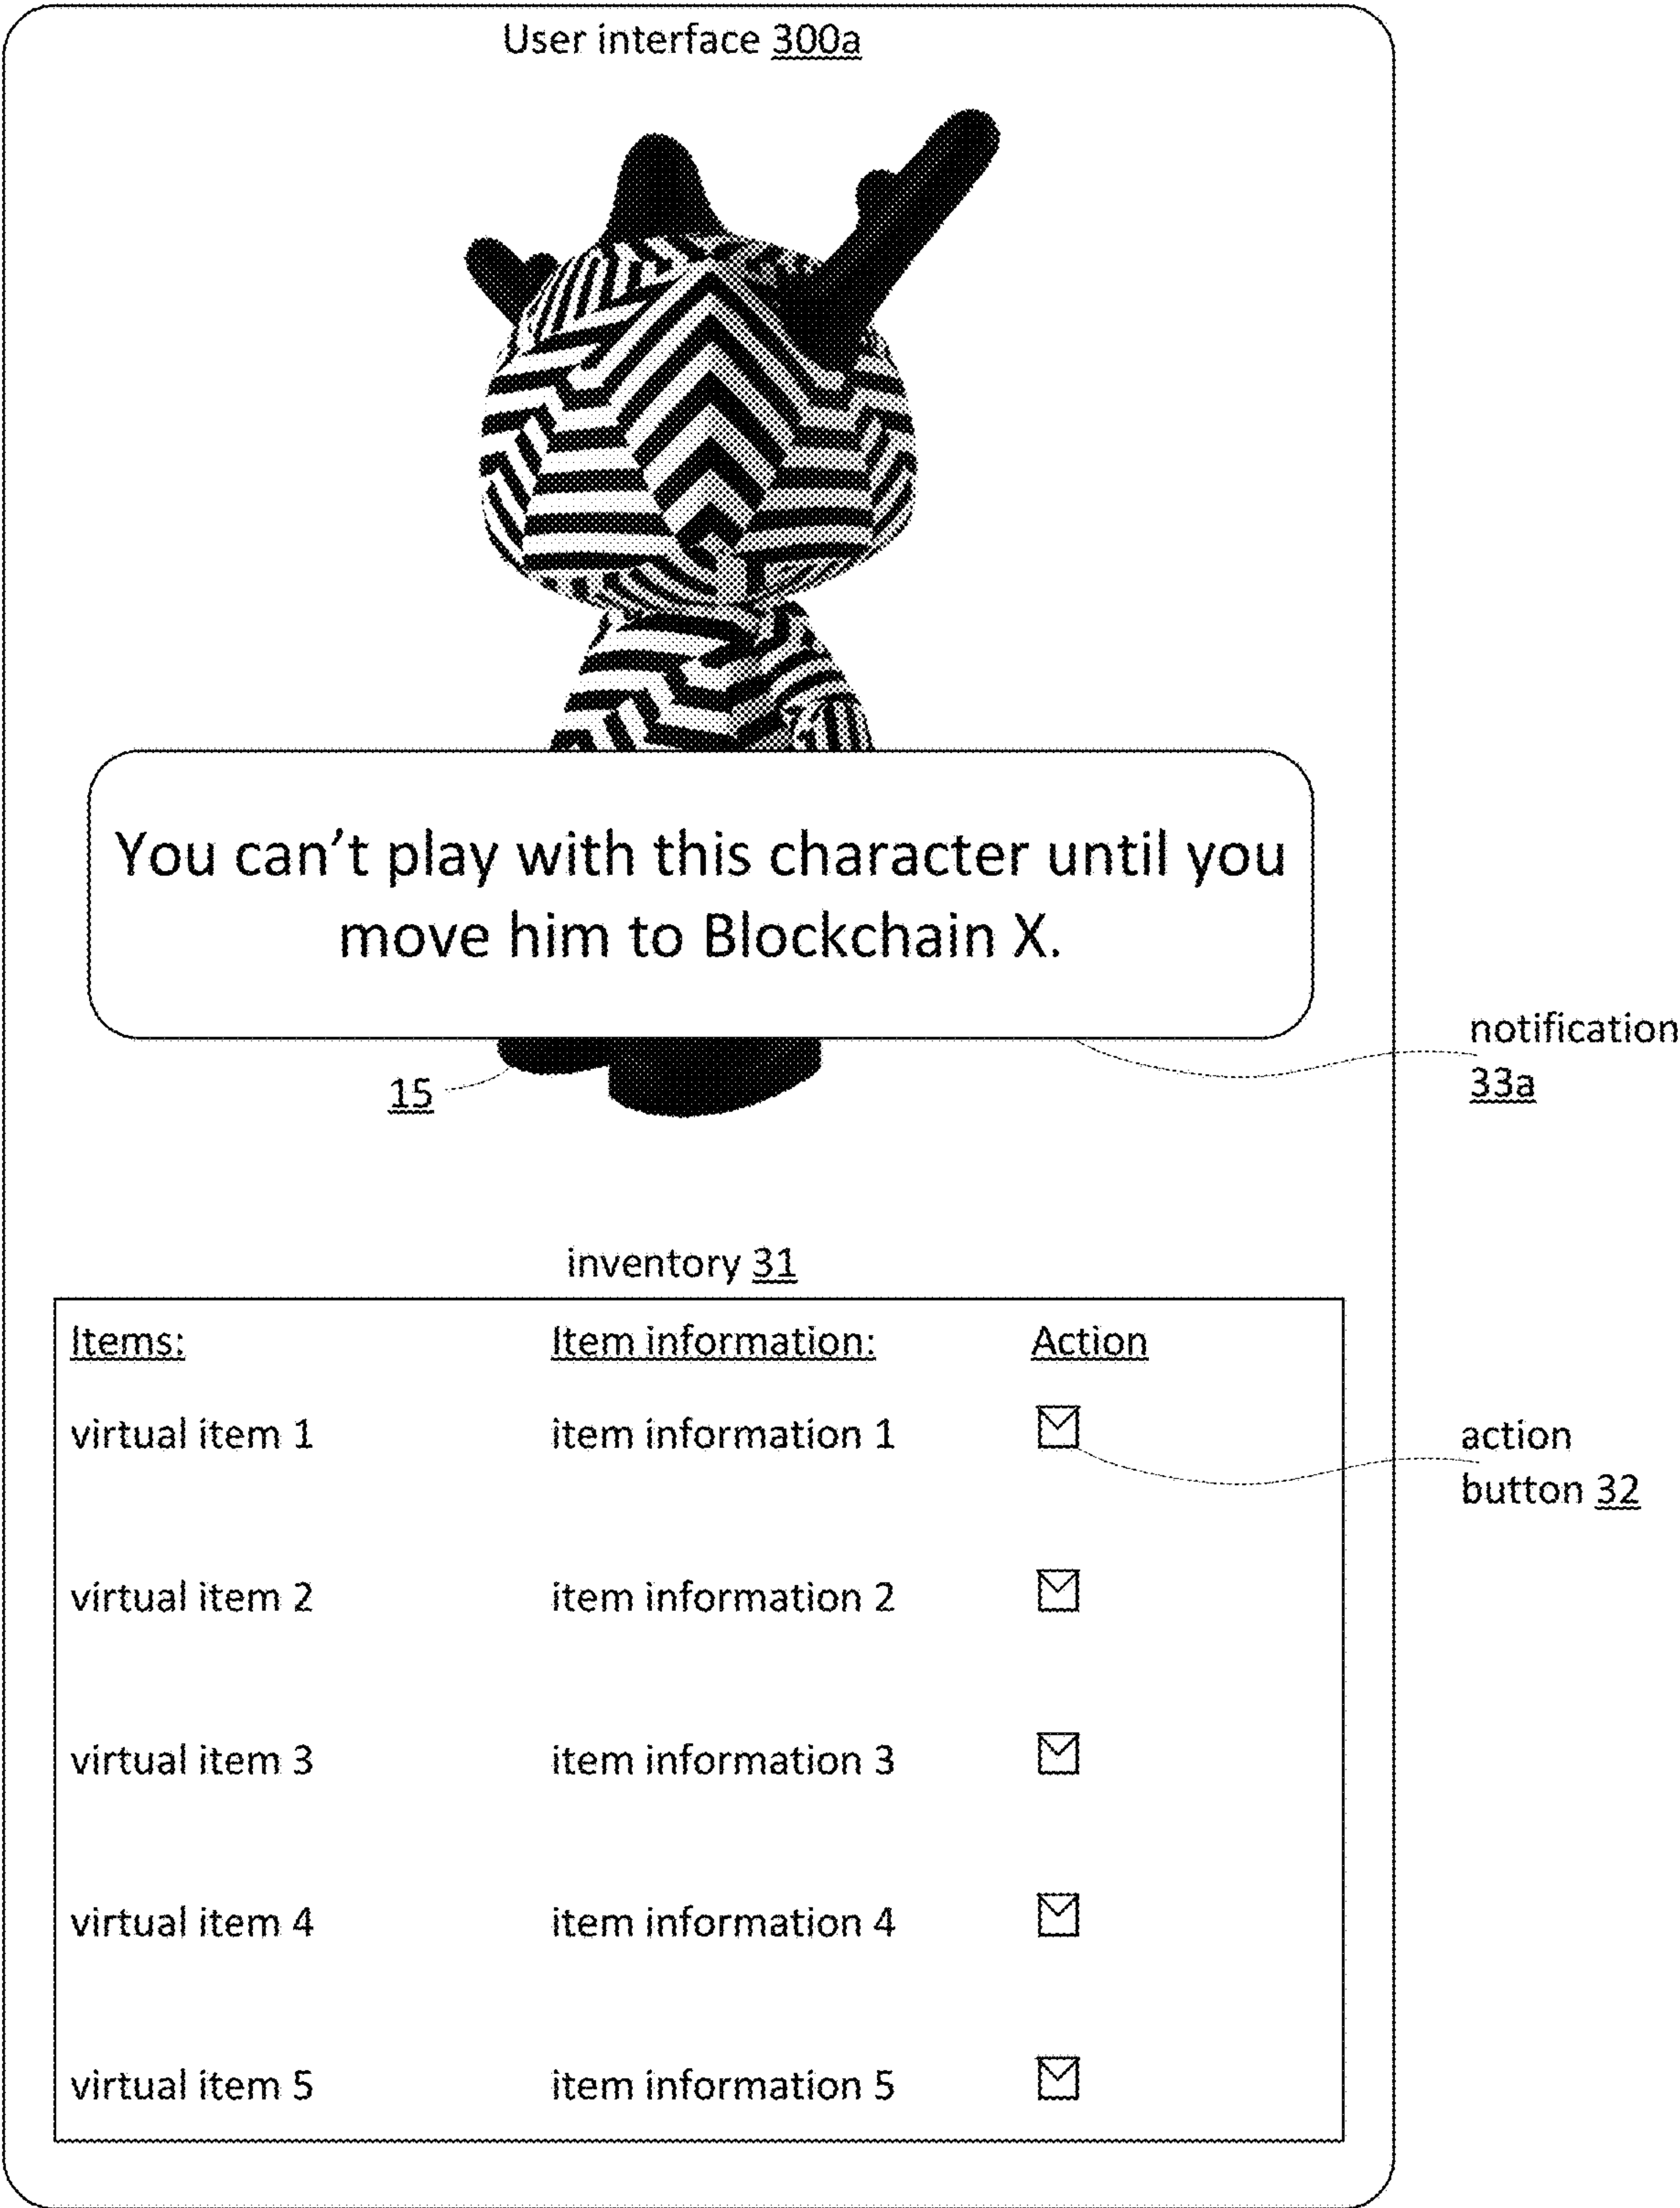 User interface 300a
You can't play with this character until you
move him to Blockchain X.
notification
33a
15
inventory 31
Items: Item information: Action
virtual item 1 item information 1
action
button 32
virtual item 2 item information 2
virtual item 3 item information 3
virtual item 4 item information 4
virtual item 5 item information 5